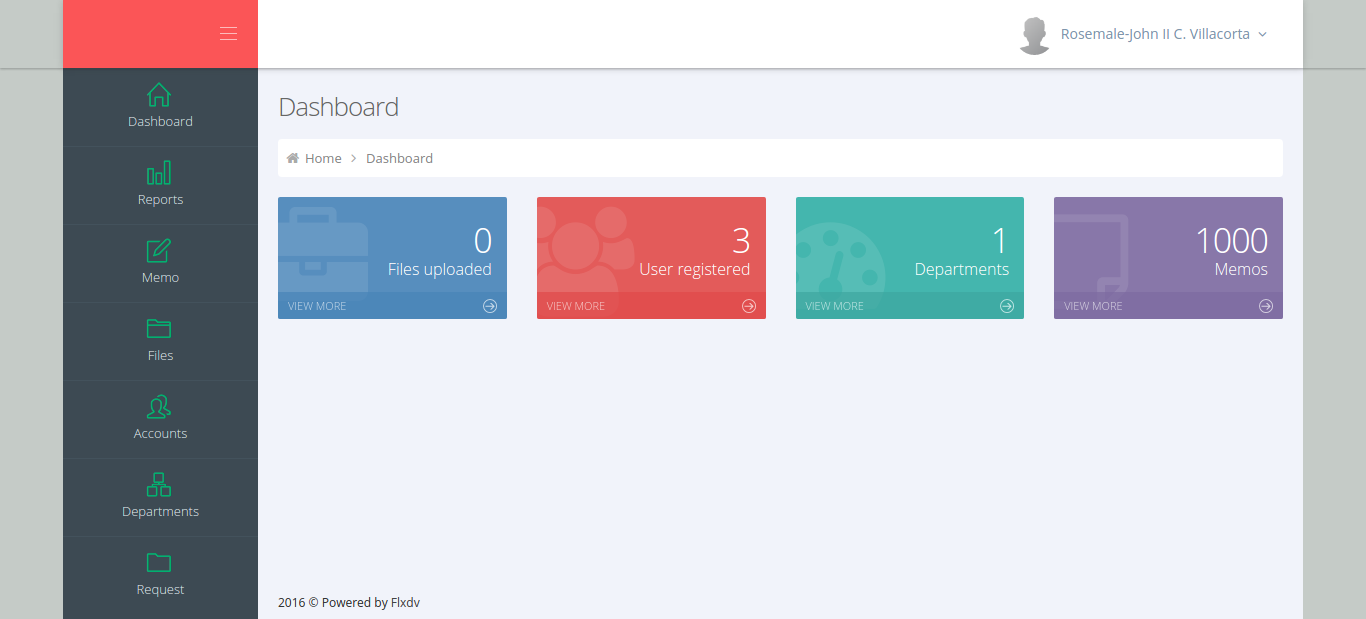 Rosemale-John II C. Villacorta
Dashboard
Reports
Memo
Files
Accounts
Departments
Request
Dashboard
Home
Dashboard
0
Files uploaded
VIEW MORE
3
User registered
VIEW MORE
1
Departments
VIEW MORE
1000
Memos
VIEW MORE
2016 © Powered by Flxdv